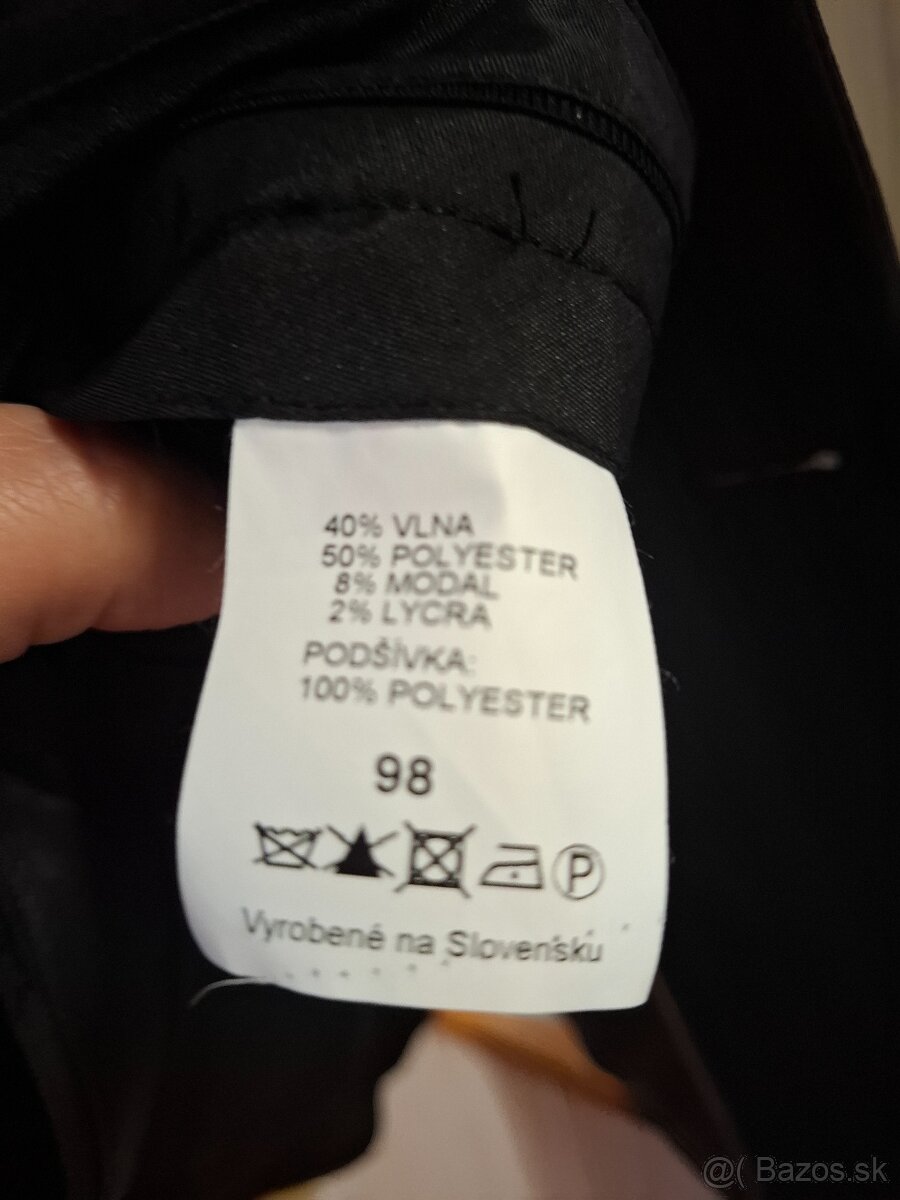 40% VLNA
50% POLYESTER
8% MODAL
2% LYCRA
PODŠÍVKA:
100% POLYESTER
98
P
Vyrobené na Slovensku
@( Bazos.sk